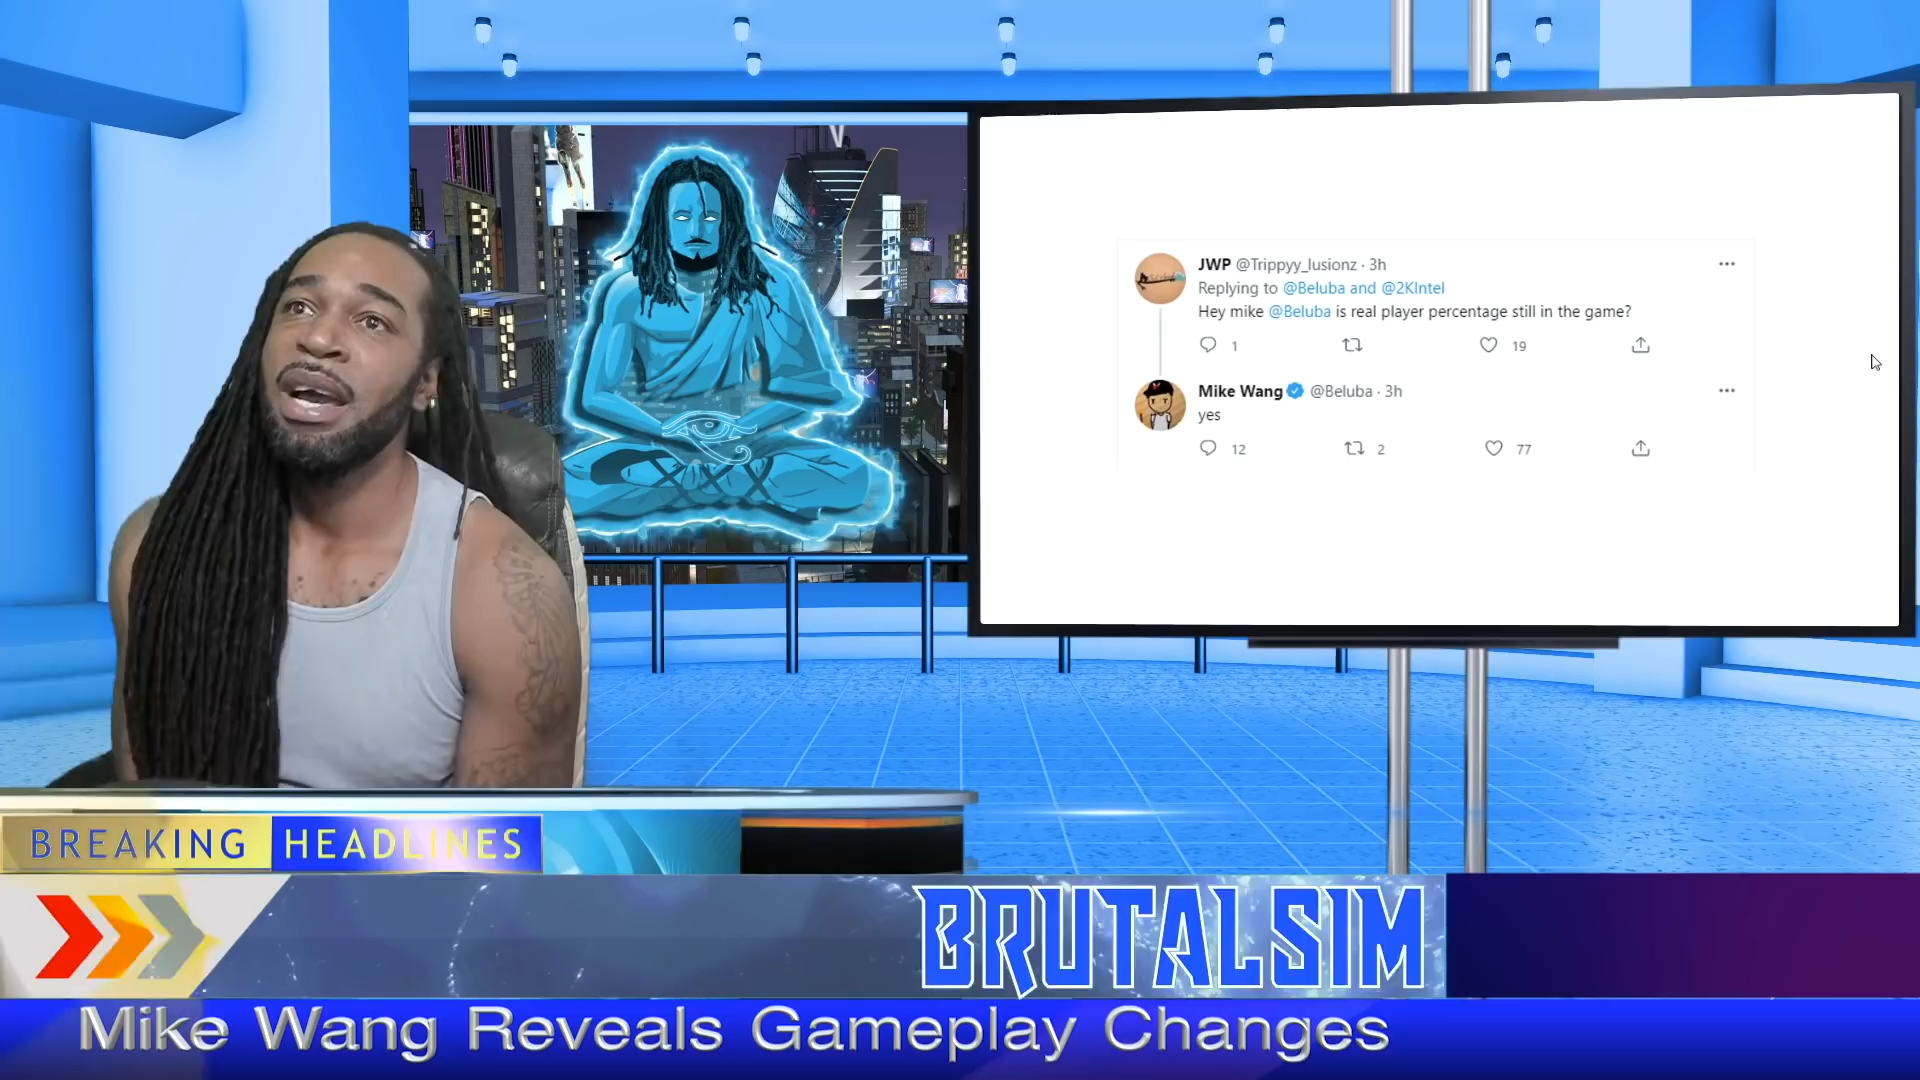 JWP @Trippyy_lusionz · 3h
Replying to @Beluba and @2KIntel
Hey mike @Beluba is real player percentage still in the game?
1 19
Mike Wang @Beluba · 3h
yes
12 2 77
BREAKING HEADLINES
BRUTALSIM
Mike Wang Reveals Gameplay Changes